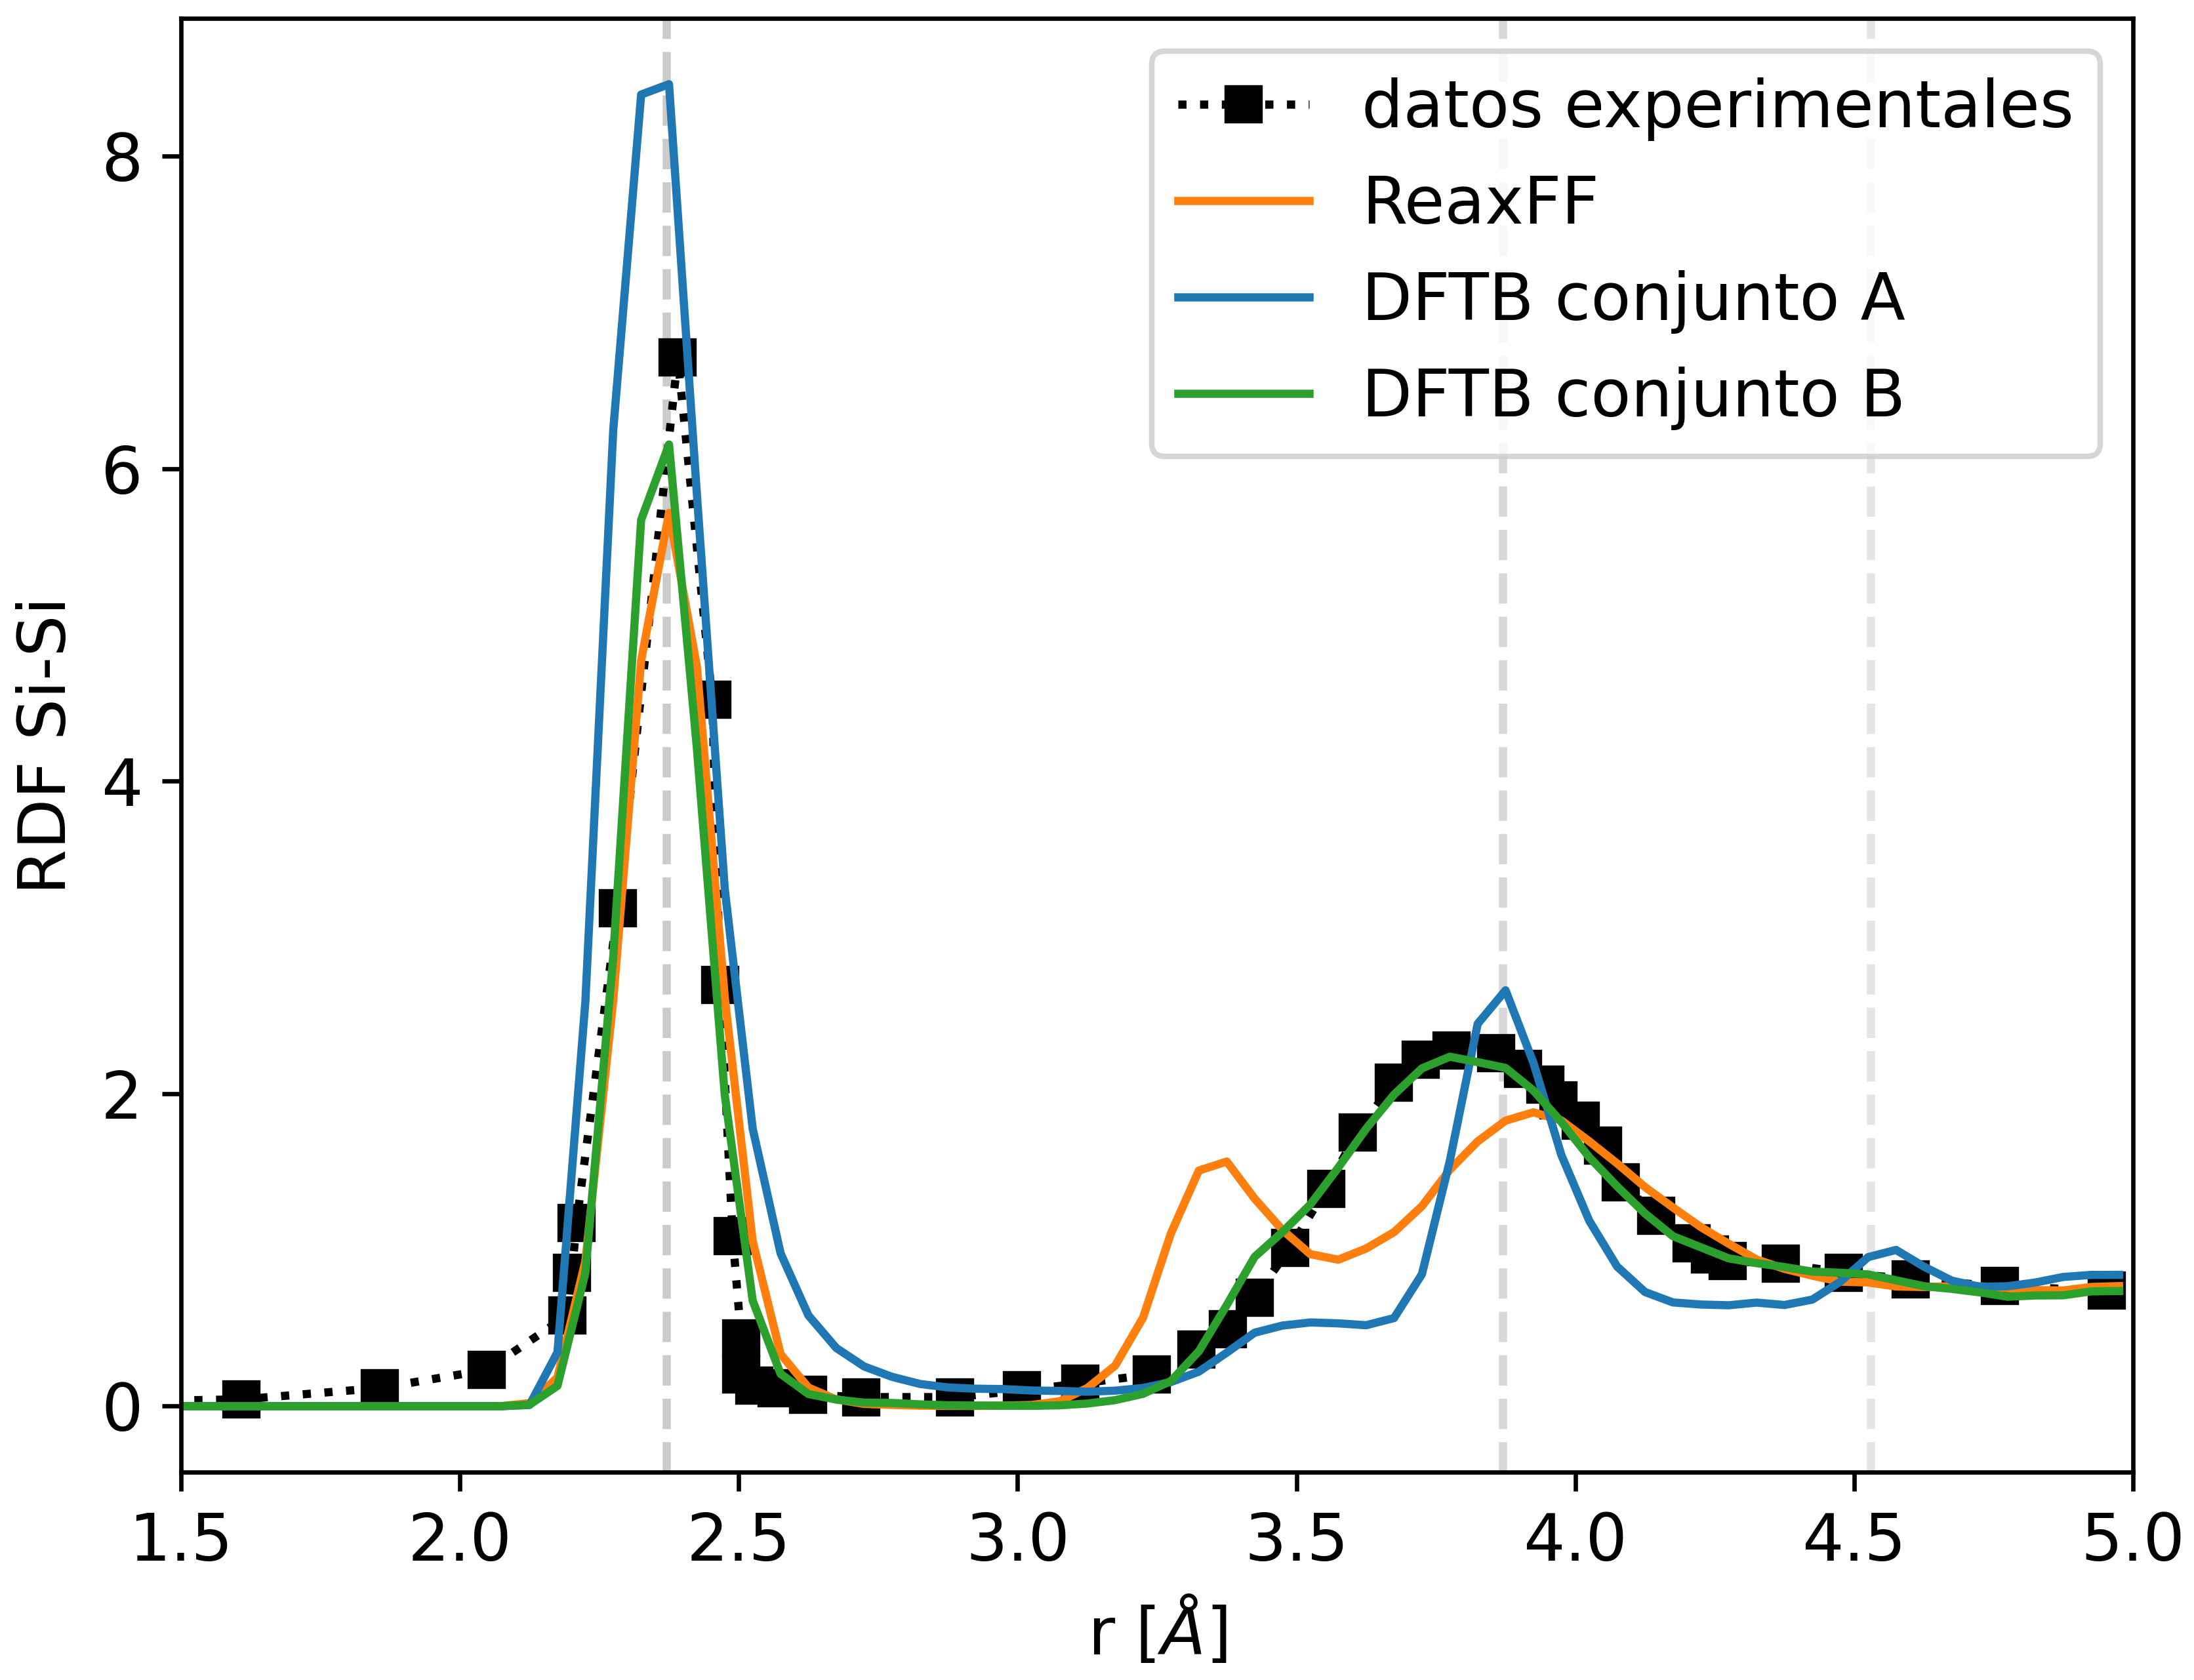 datos experimentales
ReaxFF
DFTB conjunto A
DFTB conjunto B
RDF Si-Si
8
6
4
2
0
1.5 2.0 2.5 3.0 3.5 4.0 4.5 5.0
r [Å]